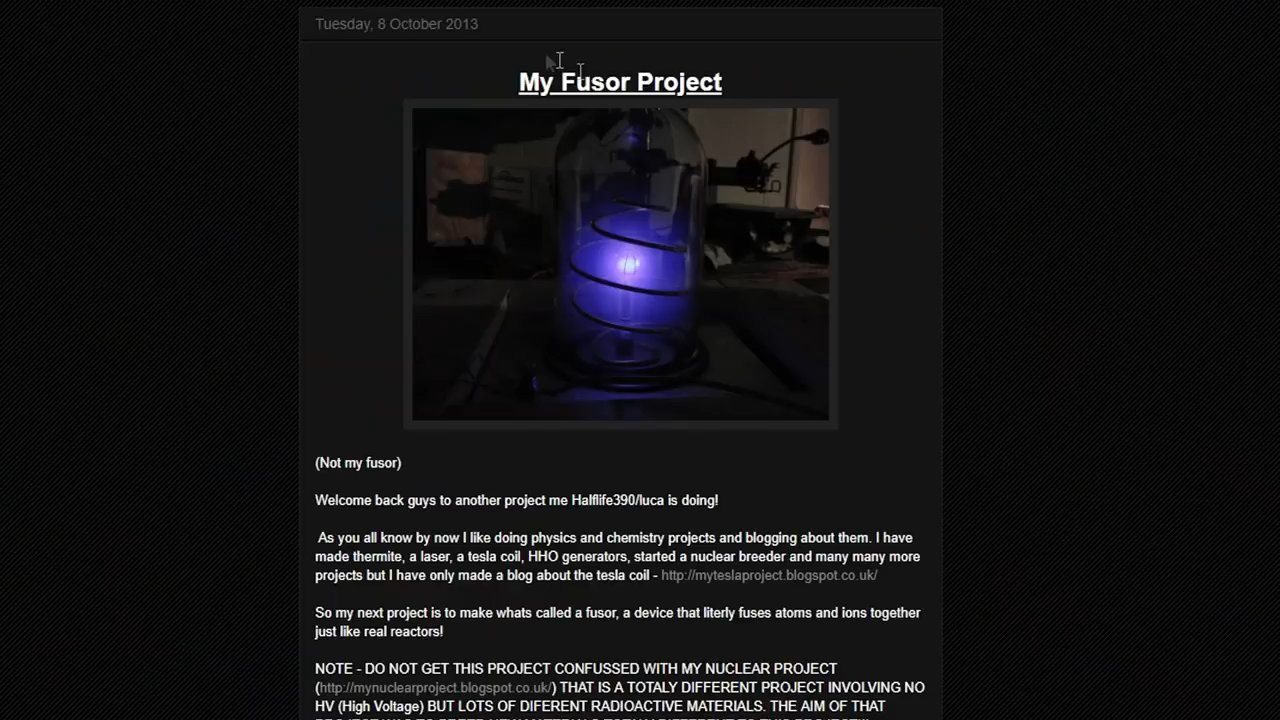 Tuesday, 8 October 2013
My Fusor Project
(Not my fusor)
Welcome back guys to another project me Halflife390/luca is doing!
As you all know by now I like doing physics and chemistry projects and blogging about them. I have
made thermite, a laser, a tesla coil, HHO generators, started a nuclear breeder and many many more
projects but I have only made a blog about the tesla coil - http://myteslaproject.blogspot.co.uk/
So my next project is to make whats called a fusor, a device that literly fuses atoms and ions together
just like real reactors!
NOTE - DO NOT GET THIS PROJECT CONFUSSED WITH MY NUCLEAR PROJECT
(http://mynuclearproject.blogspot.co.uk/) THAT IS A TOTALY DIFFERENT PROJECT INVOLVING NO
HV (High Voltage) BUT LOTS OF DIFERENT RADIOACTIVE MATERIALS. THE AIM OF THAT